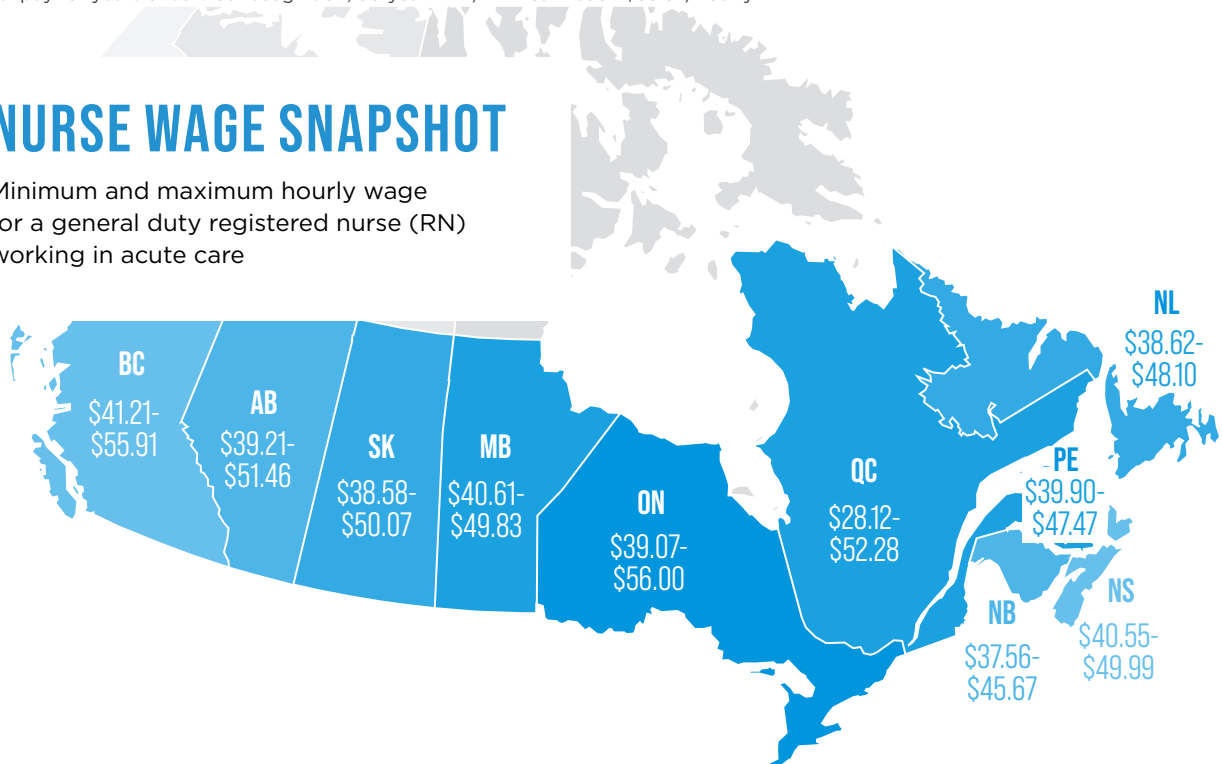 NURSE WAGE SNAPSHOT
Minimum and maximum hourly wage
for a general duty registered nurse (RN)
working in acute care
NL
$38.62-
$48.10
BC
$41.21-
$55.91
AB
$39.21-
$51.46
SK
$38.58-
$50.07
MB
$40.61-
$49.83
ON
$39.07-
$56.00
QC
$28.12-
$52.28
PE
$39.90-
$47.47
NB
$37.56-
$45.67
NS
$40.55-
$49.99